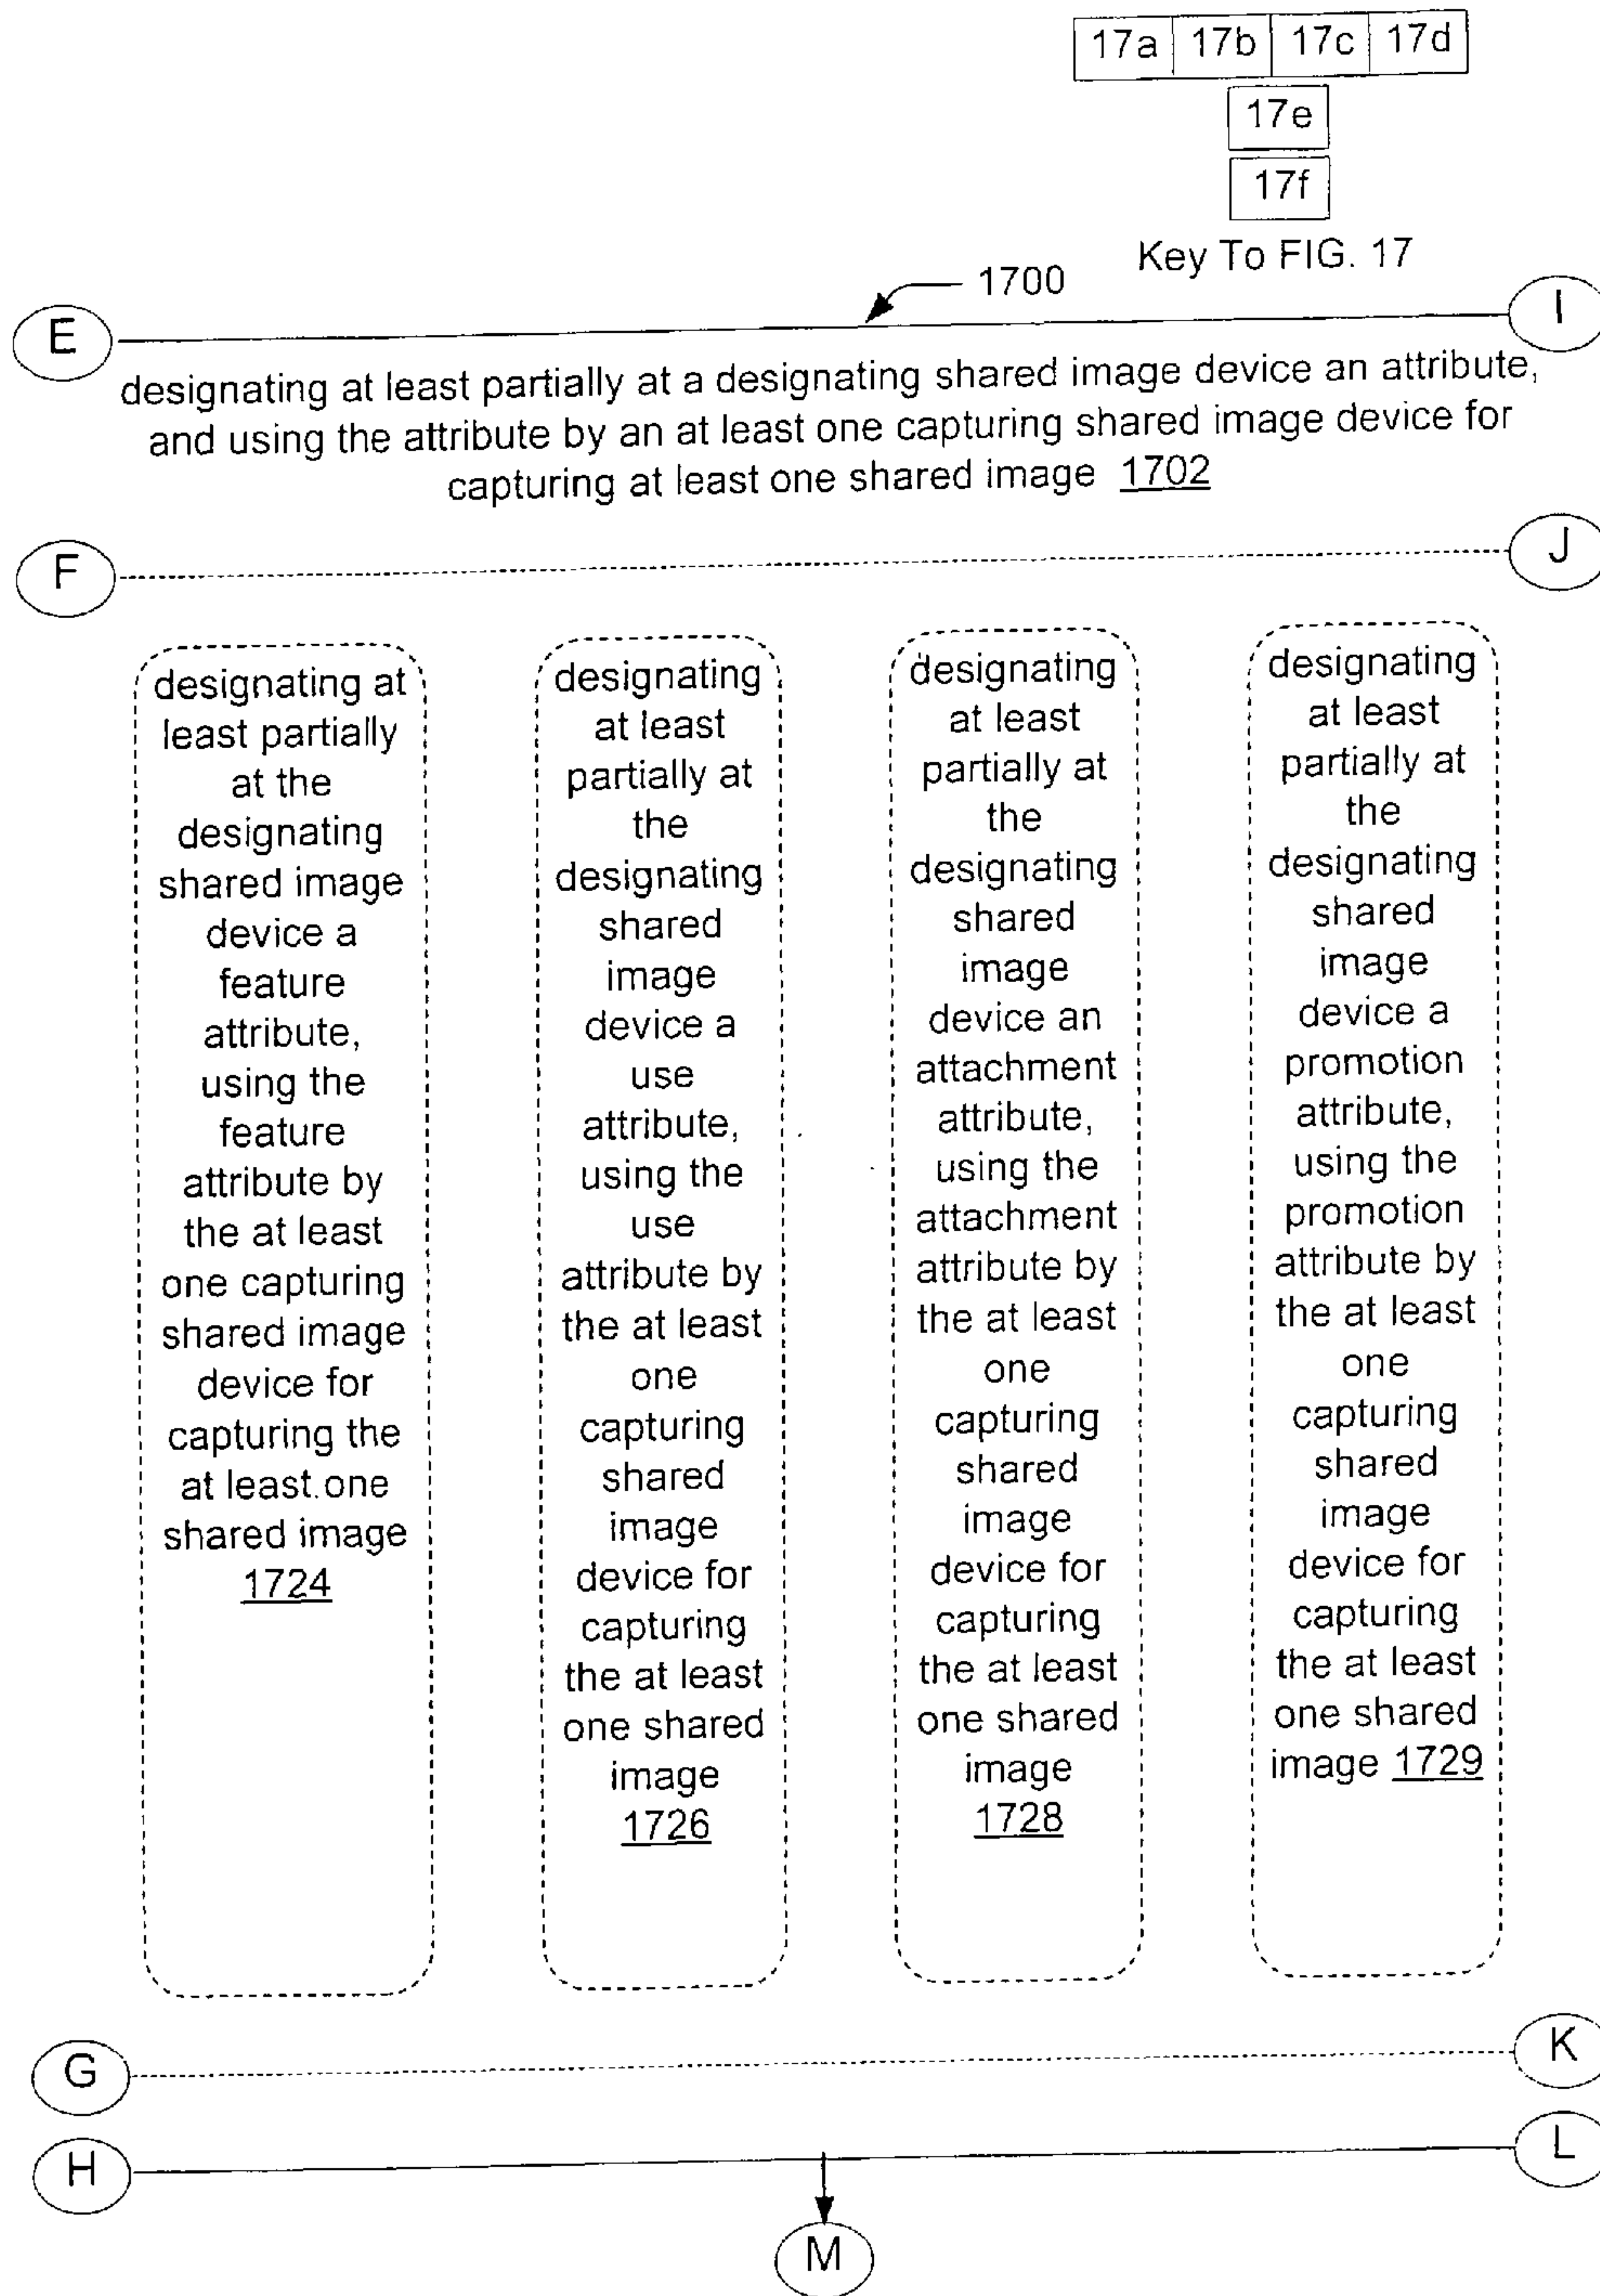 17a 17b 17c 17d
17e
17f
Key To FIG. 17
1700
E
I
designating at least partially at a designating shared image device an attribute,
and using the attribute by an at least one capturing shared image device for
capturing at least one shared image 1702
F
J
designating at
least partially
at the
designating
shared image
device a
feature
attribute,
using the
feature
attribute by
the at least
one capturing
shared image
device for
capturing the
at least one
shared image
1724
designating
at least
partially at
the
designating
shared
image
device a
use
attribute,
using the
use
attribute by
the at least
one
capturing
shared
image
device for
capturing
the at least
one shared
image
1726
designating
at least
partially at
the
designating
shared
image
device an
attachment
attribute,
using the
attachment
attribute by
the at least
one
capturing
shared
image
device for
capturing
the at least
one shared
image
1728
designating
at least
partially at
the
designating
shared
image
device a
promotion
attribute,
using the
promotion
attribute by
the at least
one
capturing
shared
image
device for
capturing
the at least
one shared
image 1729
G
K
H
L
M